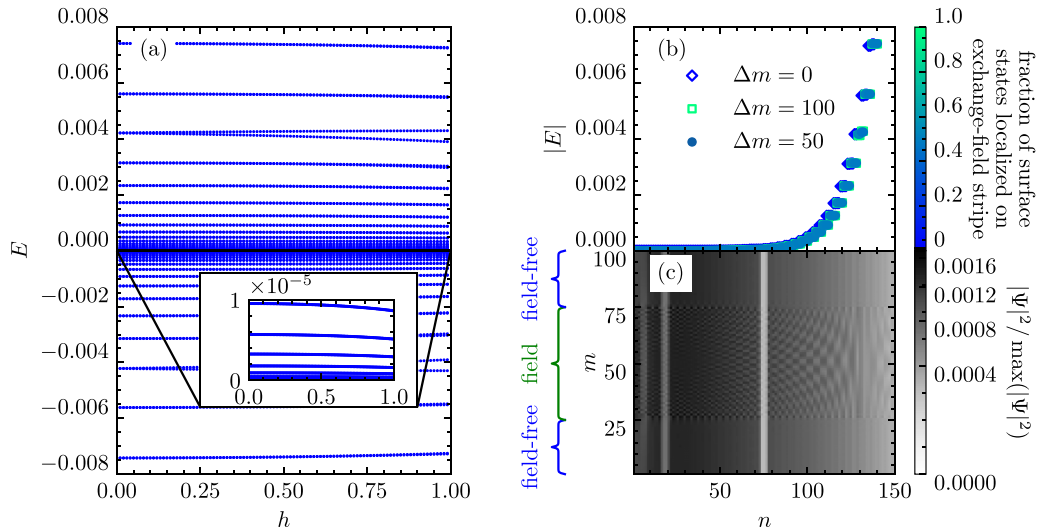 (a)
0.008
0.006
0.004
0.002
0.000
−0.002
−0.004
−0.006
−0.008
E
0.00
0.25
0.50
0.75
1.00
h
×10⁻⁵
1
0
0.0
0.5
1.0
(b)
0.008
0.006
0.004
0.002
0.000
|E|
Δm = 0
Δm = 100
Δm = 50
1.0
0.8
0.6
0.4
0.2
0
fraction of surface
states localized on
exchange-field stripe
(c)
100
75
50
25
m
field-free
field
field-free
50
100
150
n
0.0016
0.0008
0.0004
0.0000
|Ψ|²/max(|Ψ|²)